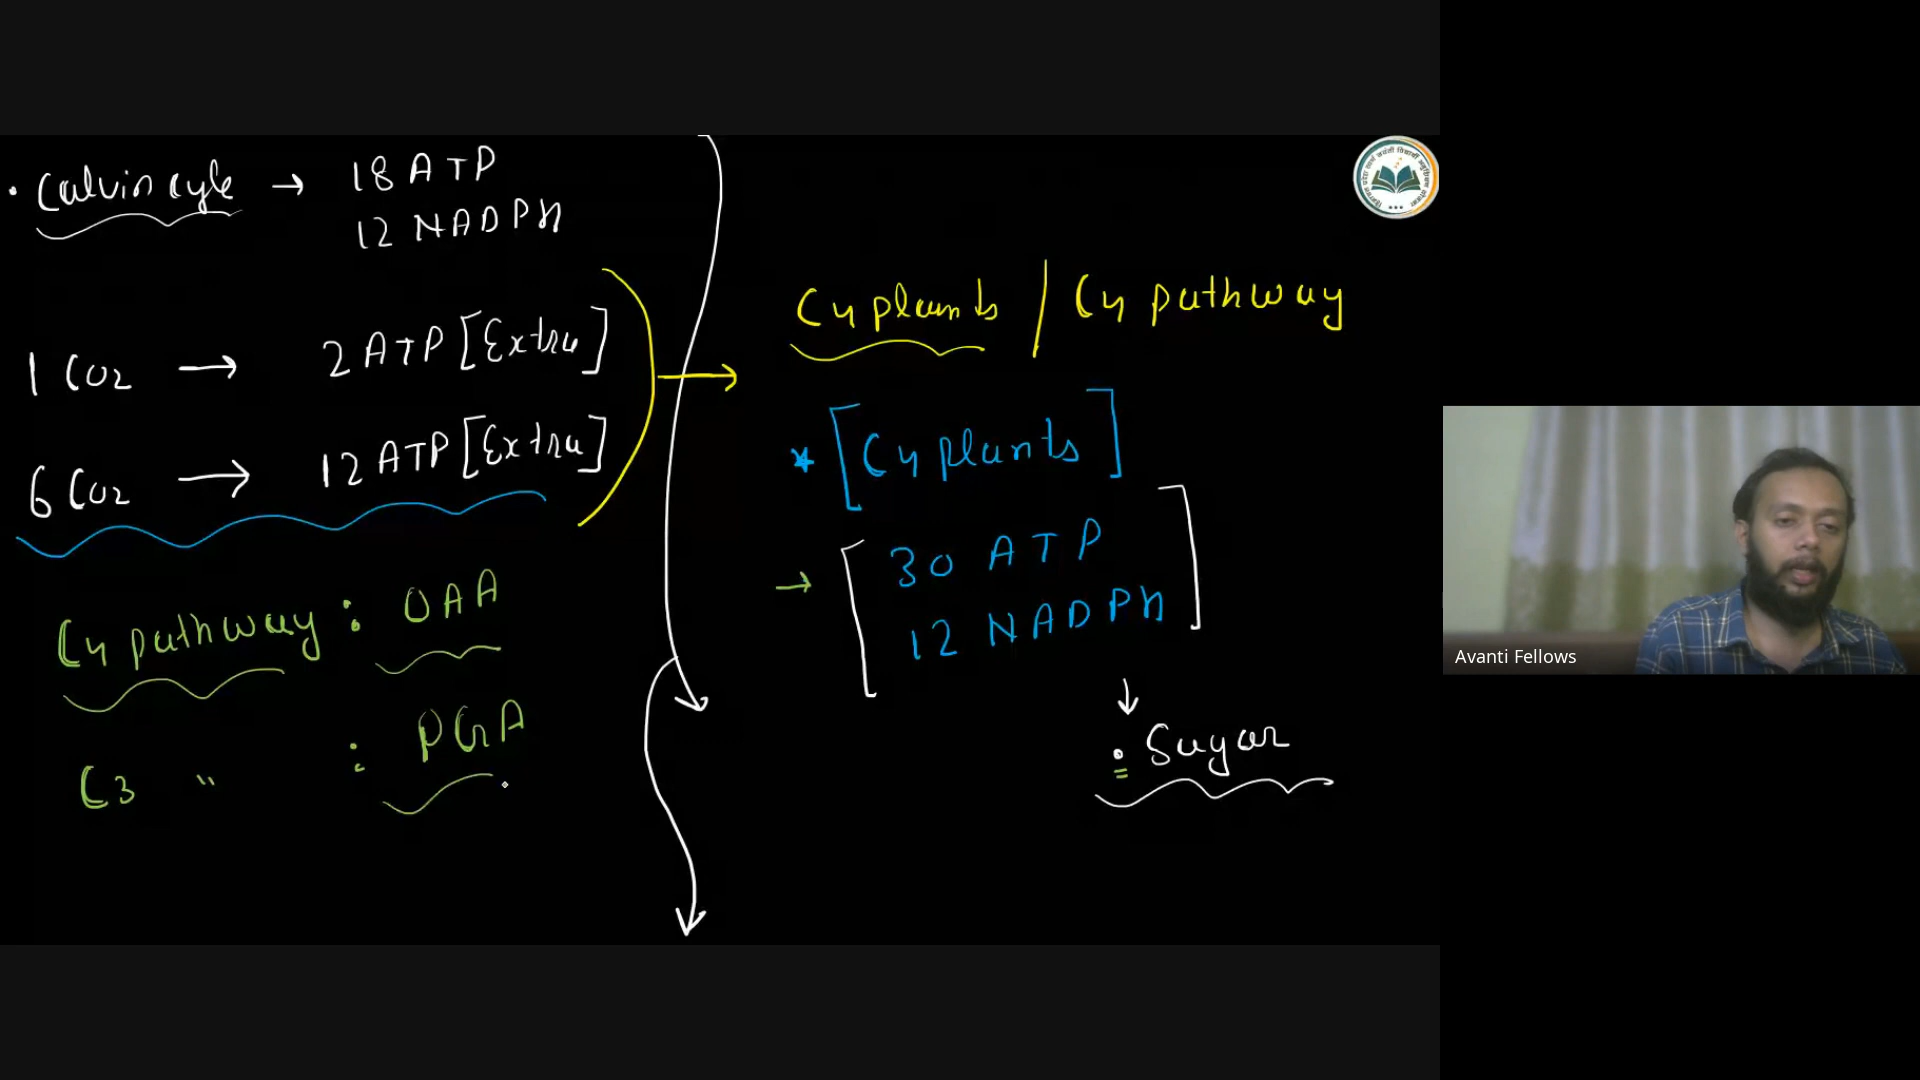 . Calvin cyle → 18 ATP
12 NADPH
1 CO2 → 2 ATP [Extra]
6 CO2 → 12 ATP [Extra]
C4 pathway : OAA
C3 " : PGA
C4 plants / C4 pathway
* [C4 plants]
→ [30 ATP
12 NADPH]
↓
: Sugar
Avanti Fellows